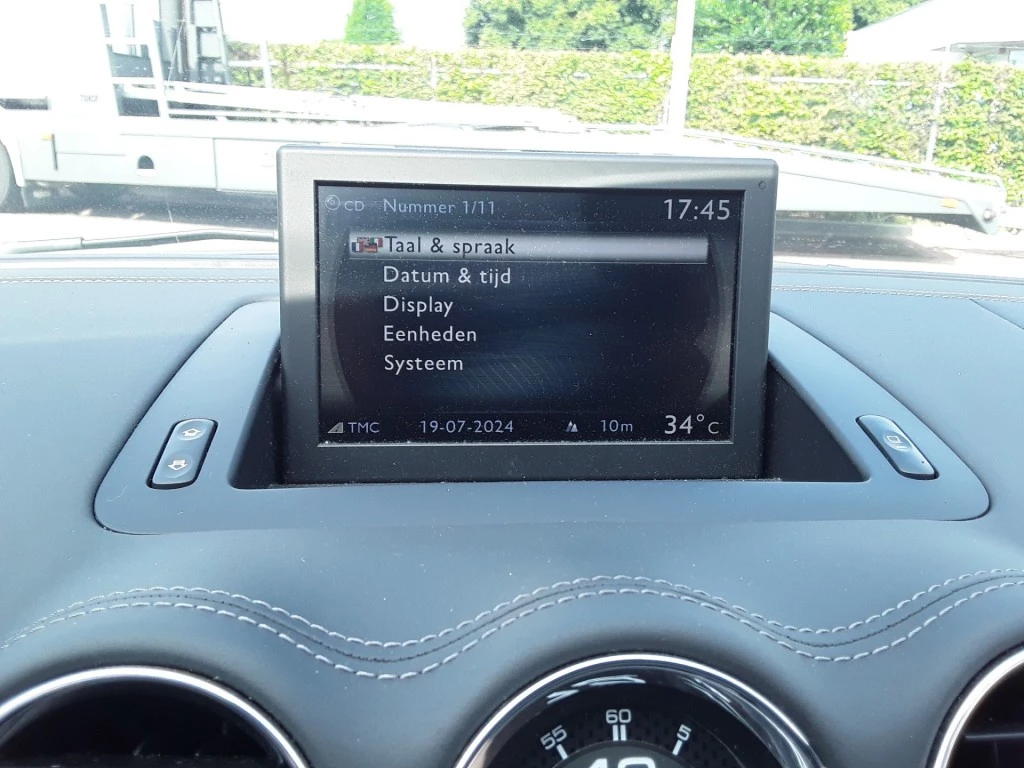 CD Nummer 1/11 17:45
Taal & spraak
Datum & tijd
Display
Eenheden
Systeem
TMC 19-07-2024 10m 34°C
55 60 5